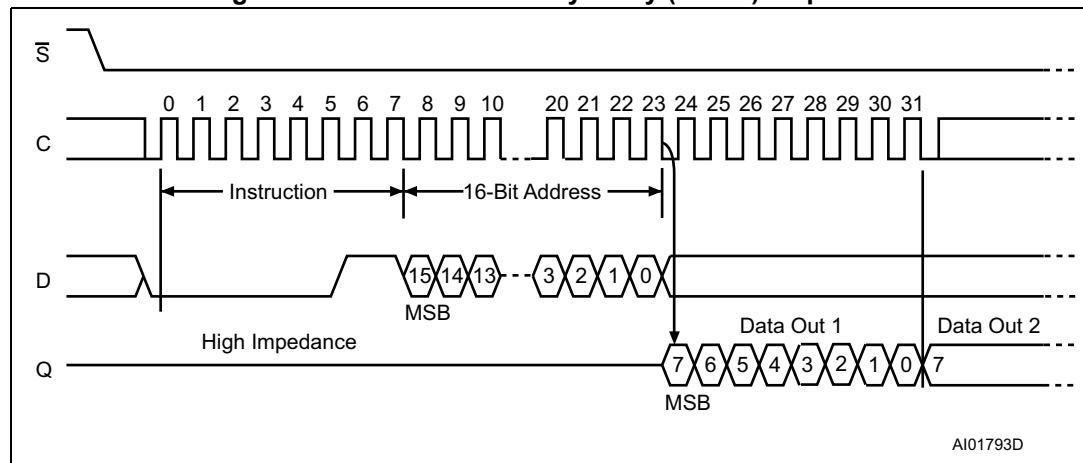 S
0 1 2 3 4 5 6 7 8 9 10 20 21 22 23 24 25 26 27 28 29 30 31
C
Instruction 16-Bit Address
D 15 14 13 3 2 1 0
MSB
High Impedance Data Out 1 Data Out 2
Q 7 6 5 4 3 2 1 0 7
MSB
AI01793D